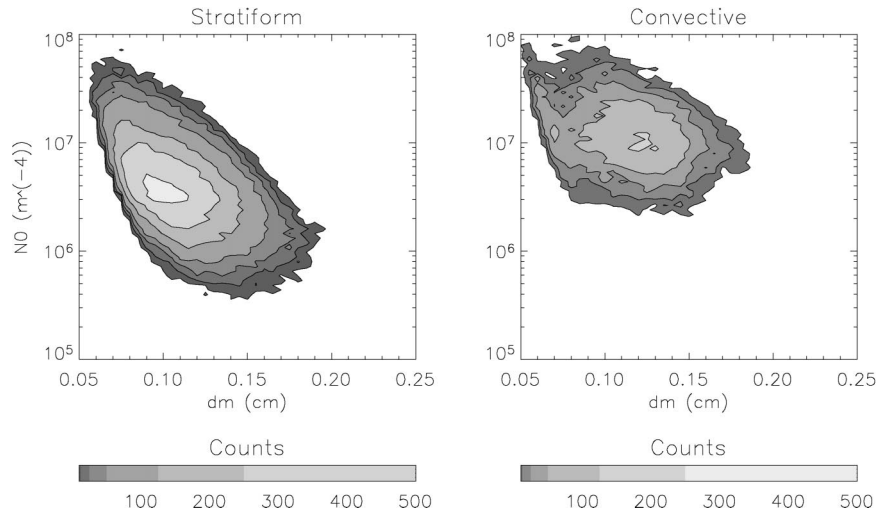 Stratiform
Convective
N0 (m^(-4))
10^8
10^7
10^6
10^5
0.05 0.10 0.15 0.20 0.25
dm (cm)
10^8
10^7
10^6
10^5
0.05 0.10 0.15 0.20 0.25
dm (cm)
Counts
100 200 300 400 500
Counts
100 200 300 400 500